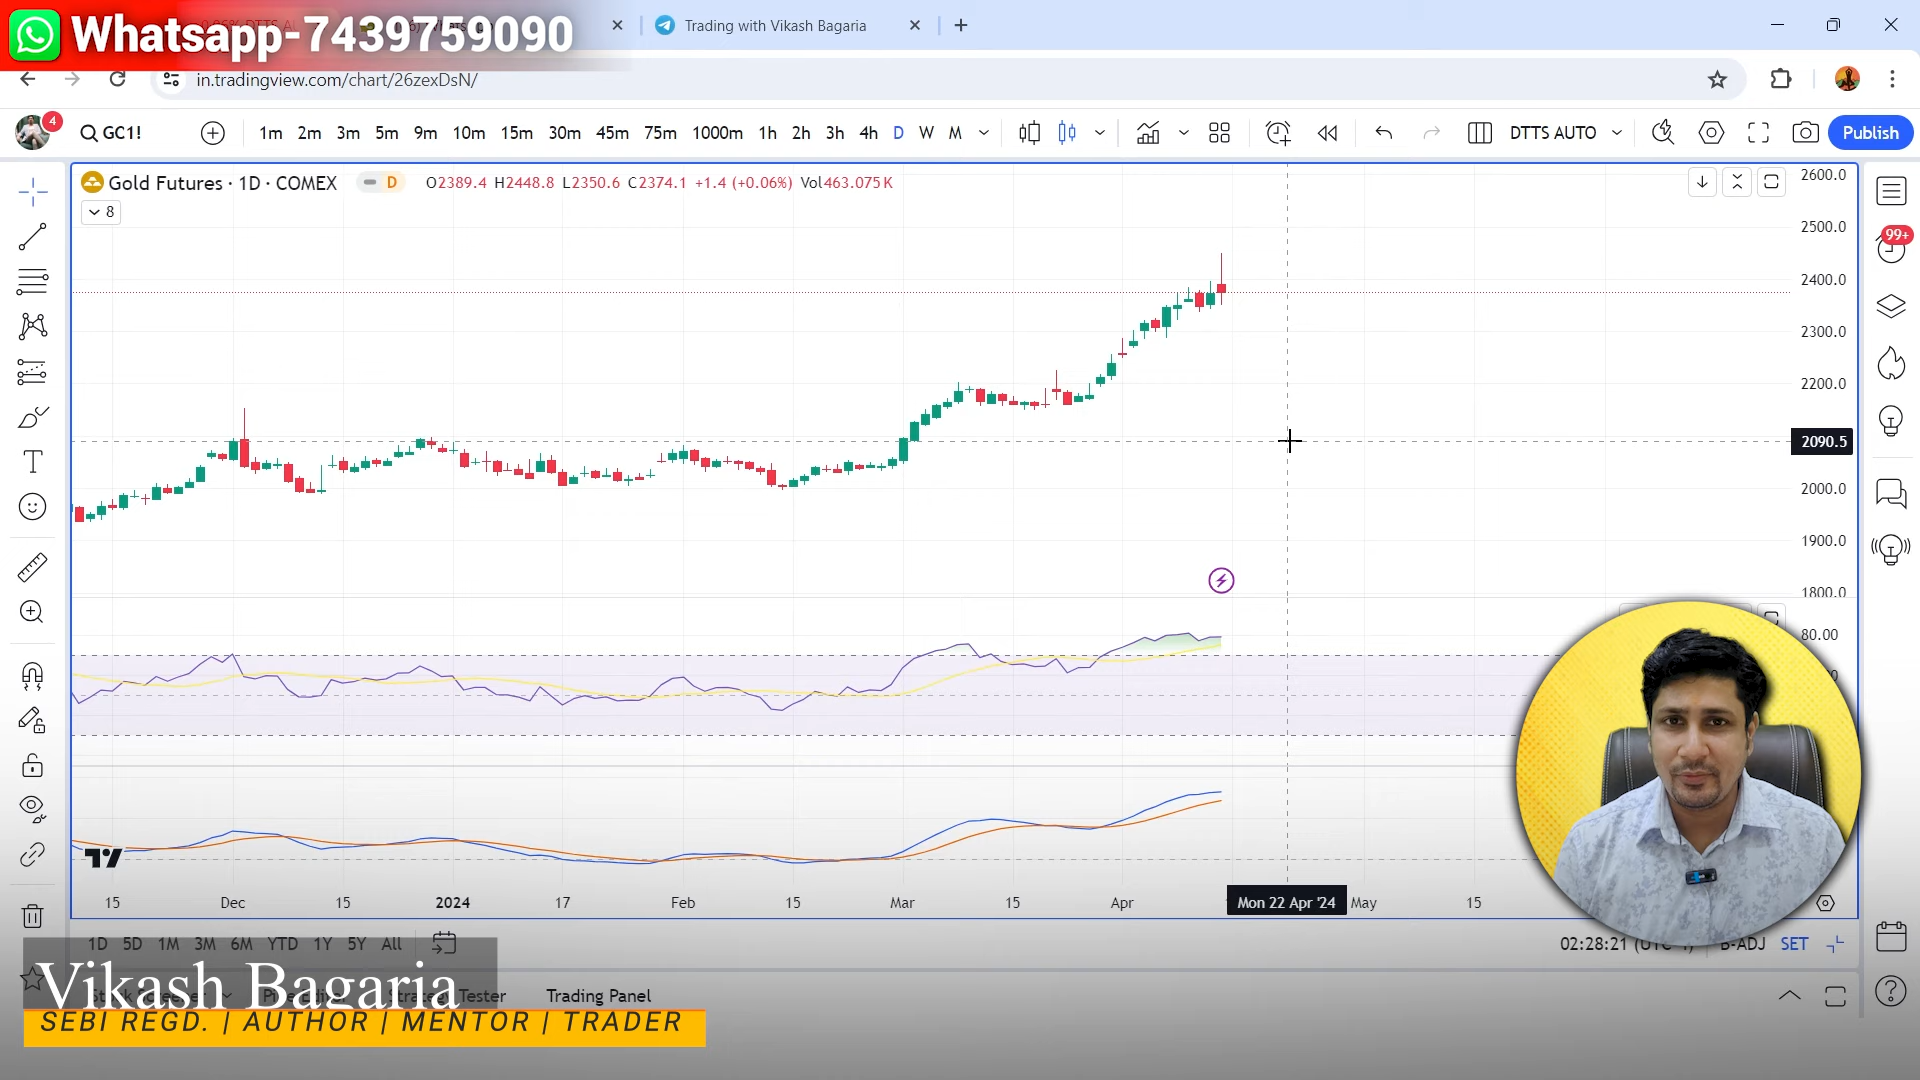 Whatsapp-7439759090
Trading with Vikash Bagaria
in.tradingview.com/chart/26zexDsN/
4
GC1!
1m 2m 3m 5m 9m 10m 15m 30m 45m 75m 1000m 1h 2h 3h 4h D W M
DTTS AUTO
Publish
Gold Futures · 1D · COMEX
D
O2389.4 H2448.8 L2350.6 C2374.1 +1.4 (+0.06%) Vol463.075K
8
2600.0
2500.0
2400.0
2300.0
2200.0
2090.5
2000.0
1900.0
1800.0
80.00
99+
15 Dec 15 2024 17 Feb 15 Mar 15 Apr Mon 22 Apr '24 May 15
1D 5D 1M 3M 6M YTD 1Y 5Y All
02:28:21 (UTC B-ADJ SET
Vikash Bagaria
Tester
Trading Panel
SEBI REGD. | AUTHOR | MENTOR | TRADER